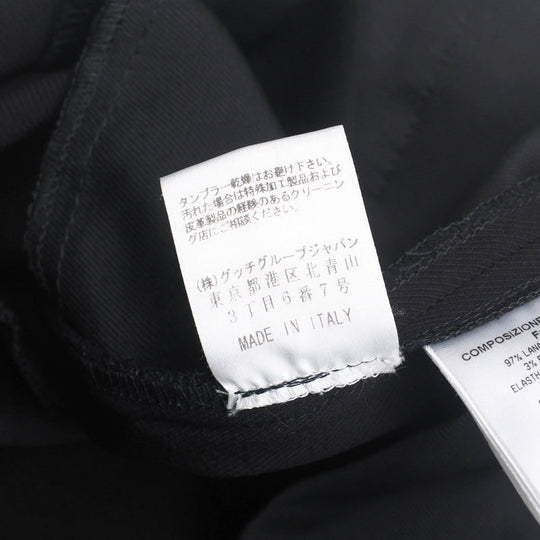 タンブラー乾燥はお避け下さい。
汚れた場合は特殊加工製品および
皮革製品の経験のあるクリーニン
グ店にご相談ください。
(株)グッチグループジャパン
東京都港区北青山
3丁目6番7号
MADE IN ITALY
COMPOSIZIONE
97% LAN
3%
ELASTH